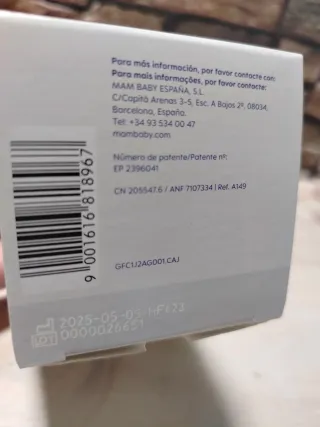 Para más información, por favor contacte con:
Para mais informações, por favor contacte:
MAM BABY ESPAÑA, S.L.
C/Capità Arenas 3-5, Esc. A Bajos 2ª, 08034,
Barcelona, España.
Tel: +34 93 534 00 47
mambaby.com
Número de patente/Patente nº:
EP 2396041
CN 205547.6 / ANF 7107334 | Ref. A149
GFC1J2AG001.CAJ
9 001616 818967
LOT
2025-05-05